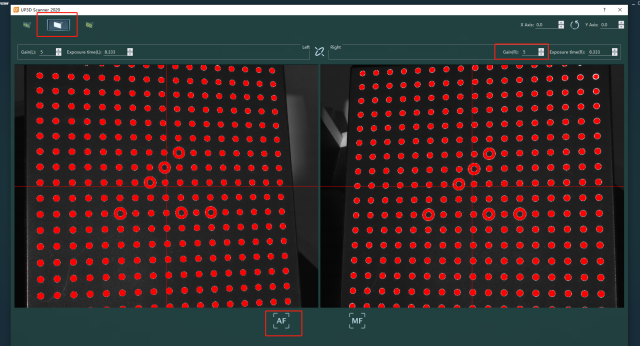 UP3D Scanner 2020
X Axis 0.0 Y Axis 0.0
Left Right
Gain(L): 5 Exposure time(L): 8.333 Gain(R): 5 Exposure time(R): 8.333
AF MF